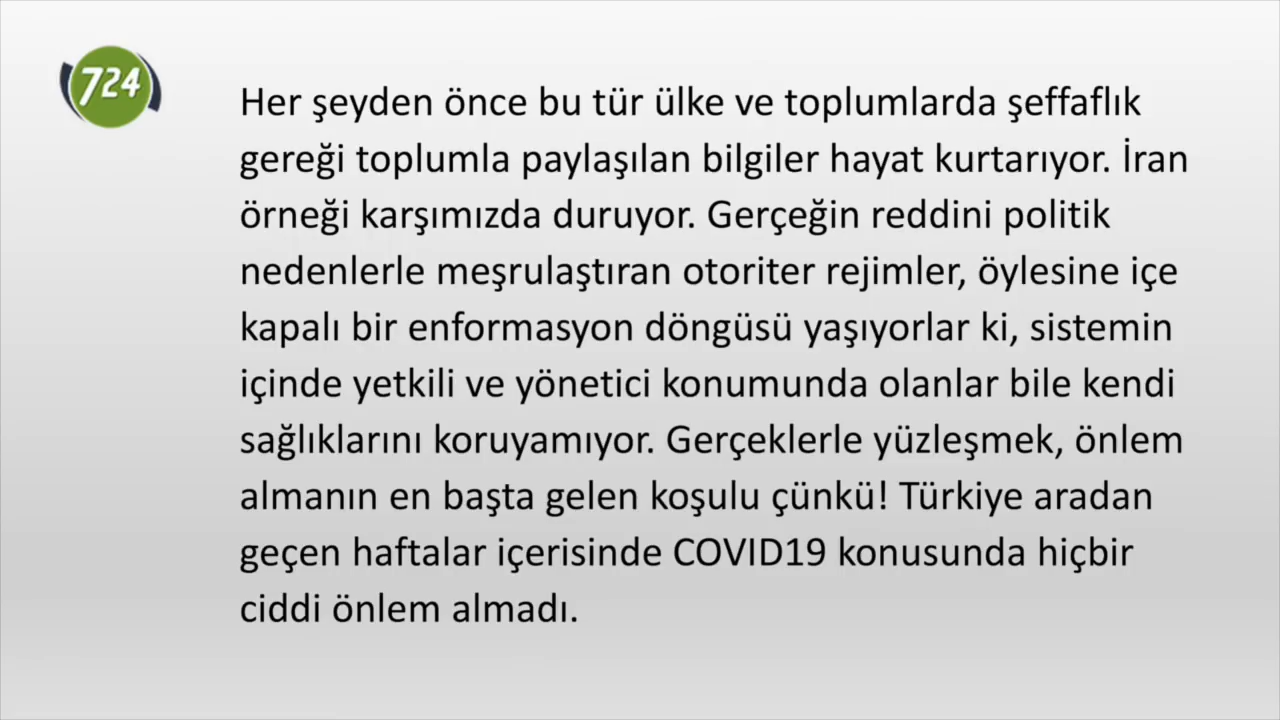 724
Her şeyden önce bu tür ülke ve toplumlarda şeffaflık
gereği toplumla paylaşılan bilgiler hayat kurtarıyor. İran
örneği karşımızda duruyor. Gerçeğin reddini politik
nedenlerle meşrulaştıran otoriter rejimler, öylesine içe
kapalı bir enformasyon döngüsü yaşıyorlar ki, sistemin
içinde yetkili ve yönetici konumunda olanlar bile kendi
sağlıklarını koruyamıyor. Gerçeklerle yüzleşmek, önlem
almanın en başta gelen koşulu çünkü! Türkiye aradan
geçen haftalar içerisinde COVID19 konusunda hiçbir
ciddi önlem almadı.